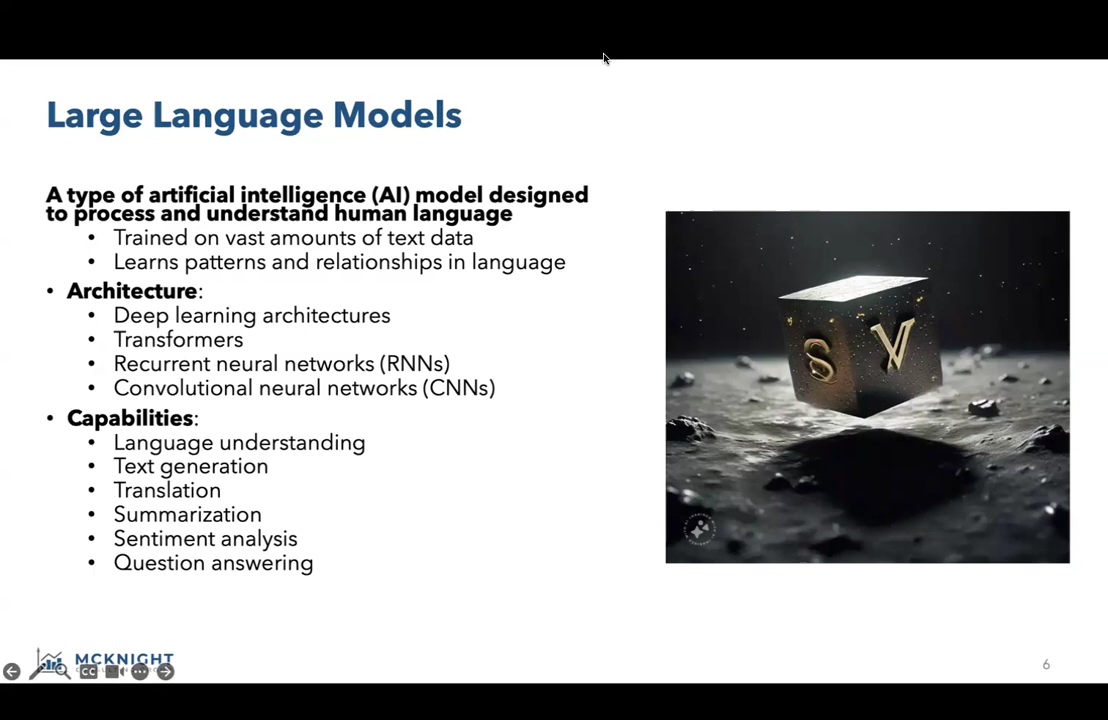 Large Language Models
A type of artificial intelligence (AI) model designed
to process and understand human language
• Trained on vast amounts of text data
• Learns patterns and relationships in language
• Architecture:
• Deep learning architectures
• Transformers
• Recurrent neural networks (RNNs)
• Convolutional neural networks (CNNs)
• Capabilities:
• Language understanding
• Text generation
• Translation
• Summarization
• Sentiment analysis
• Question answering
S V
MCKNIGHT
CC
6